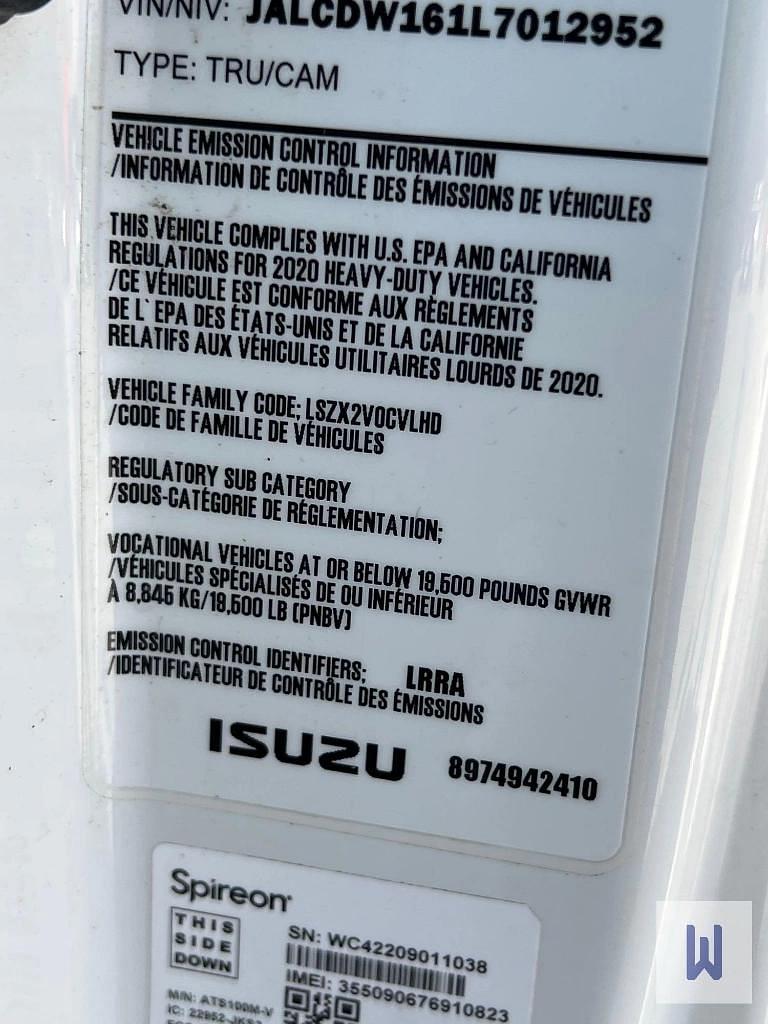 VIN/NIV: JALCDW161L7012952
TYPE: TRU/CAM
VEHICLE EMISSION CONTROL INFORMATION
/INFORMATION DE CONTRÔLE DES ÉMISSIONS DE VÉHICULES
THIS VEHICLE COMPLIES WITH U.S. EPA AND CALIFORNIA
REGULATIONS FOR 2020 HEAVY-DUTY VEHICLES.
/CE VÉHICULE EST CONFORME AUX RÈGLEMENTS
DE L`EPA DES ÉTATS-UNIS ET DE LA CALIFORNIE
RELATIFS AUX VÉHICULES UTILITAIRES LOURDS DE 2020.
VEHICLE FAMILY CODE; LSZX2VOCVLHD
/CODE DE FAMILLE DE VÉHICULES
REGULATORY SUB CATEGORY
/SOUS-CATÉGORIE DE RÉGLEMENTATION;
VOCATIONAL VEHICLES AT OR BELOW 19,500 POUNDS GVWR
/VÉHICULES SPÉCIALISÉS DE OU INFÉRIEUR
À 8,845 KG/19,500 LB (PNBV)
EMISSION CONTROL IDENTIFIERS; LRRA
/IDENTIFICATEUR DE CONTRÔLE DES ÉMISSIONS
ISUZU 8974942410
Spireon
THIS
SIDE
DOWN
SN: WC42209011038
IMEI: 355090676910823
M/N: ATS100M-V
IC: 22952-
W